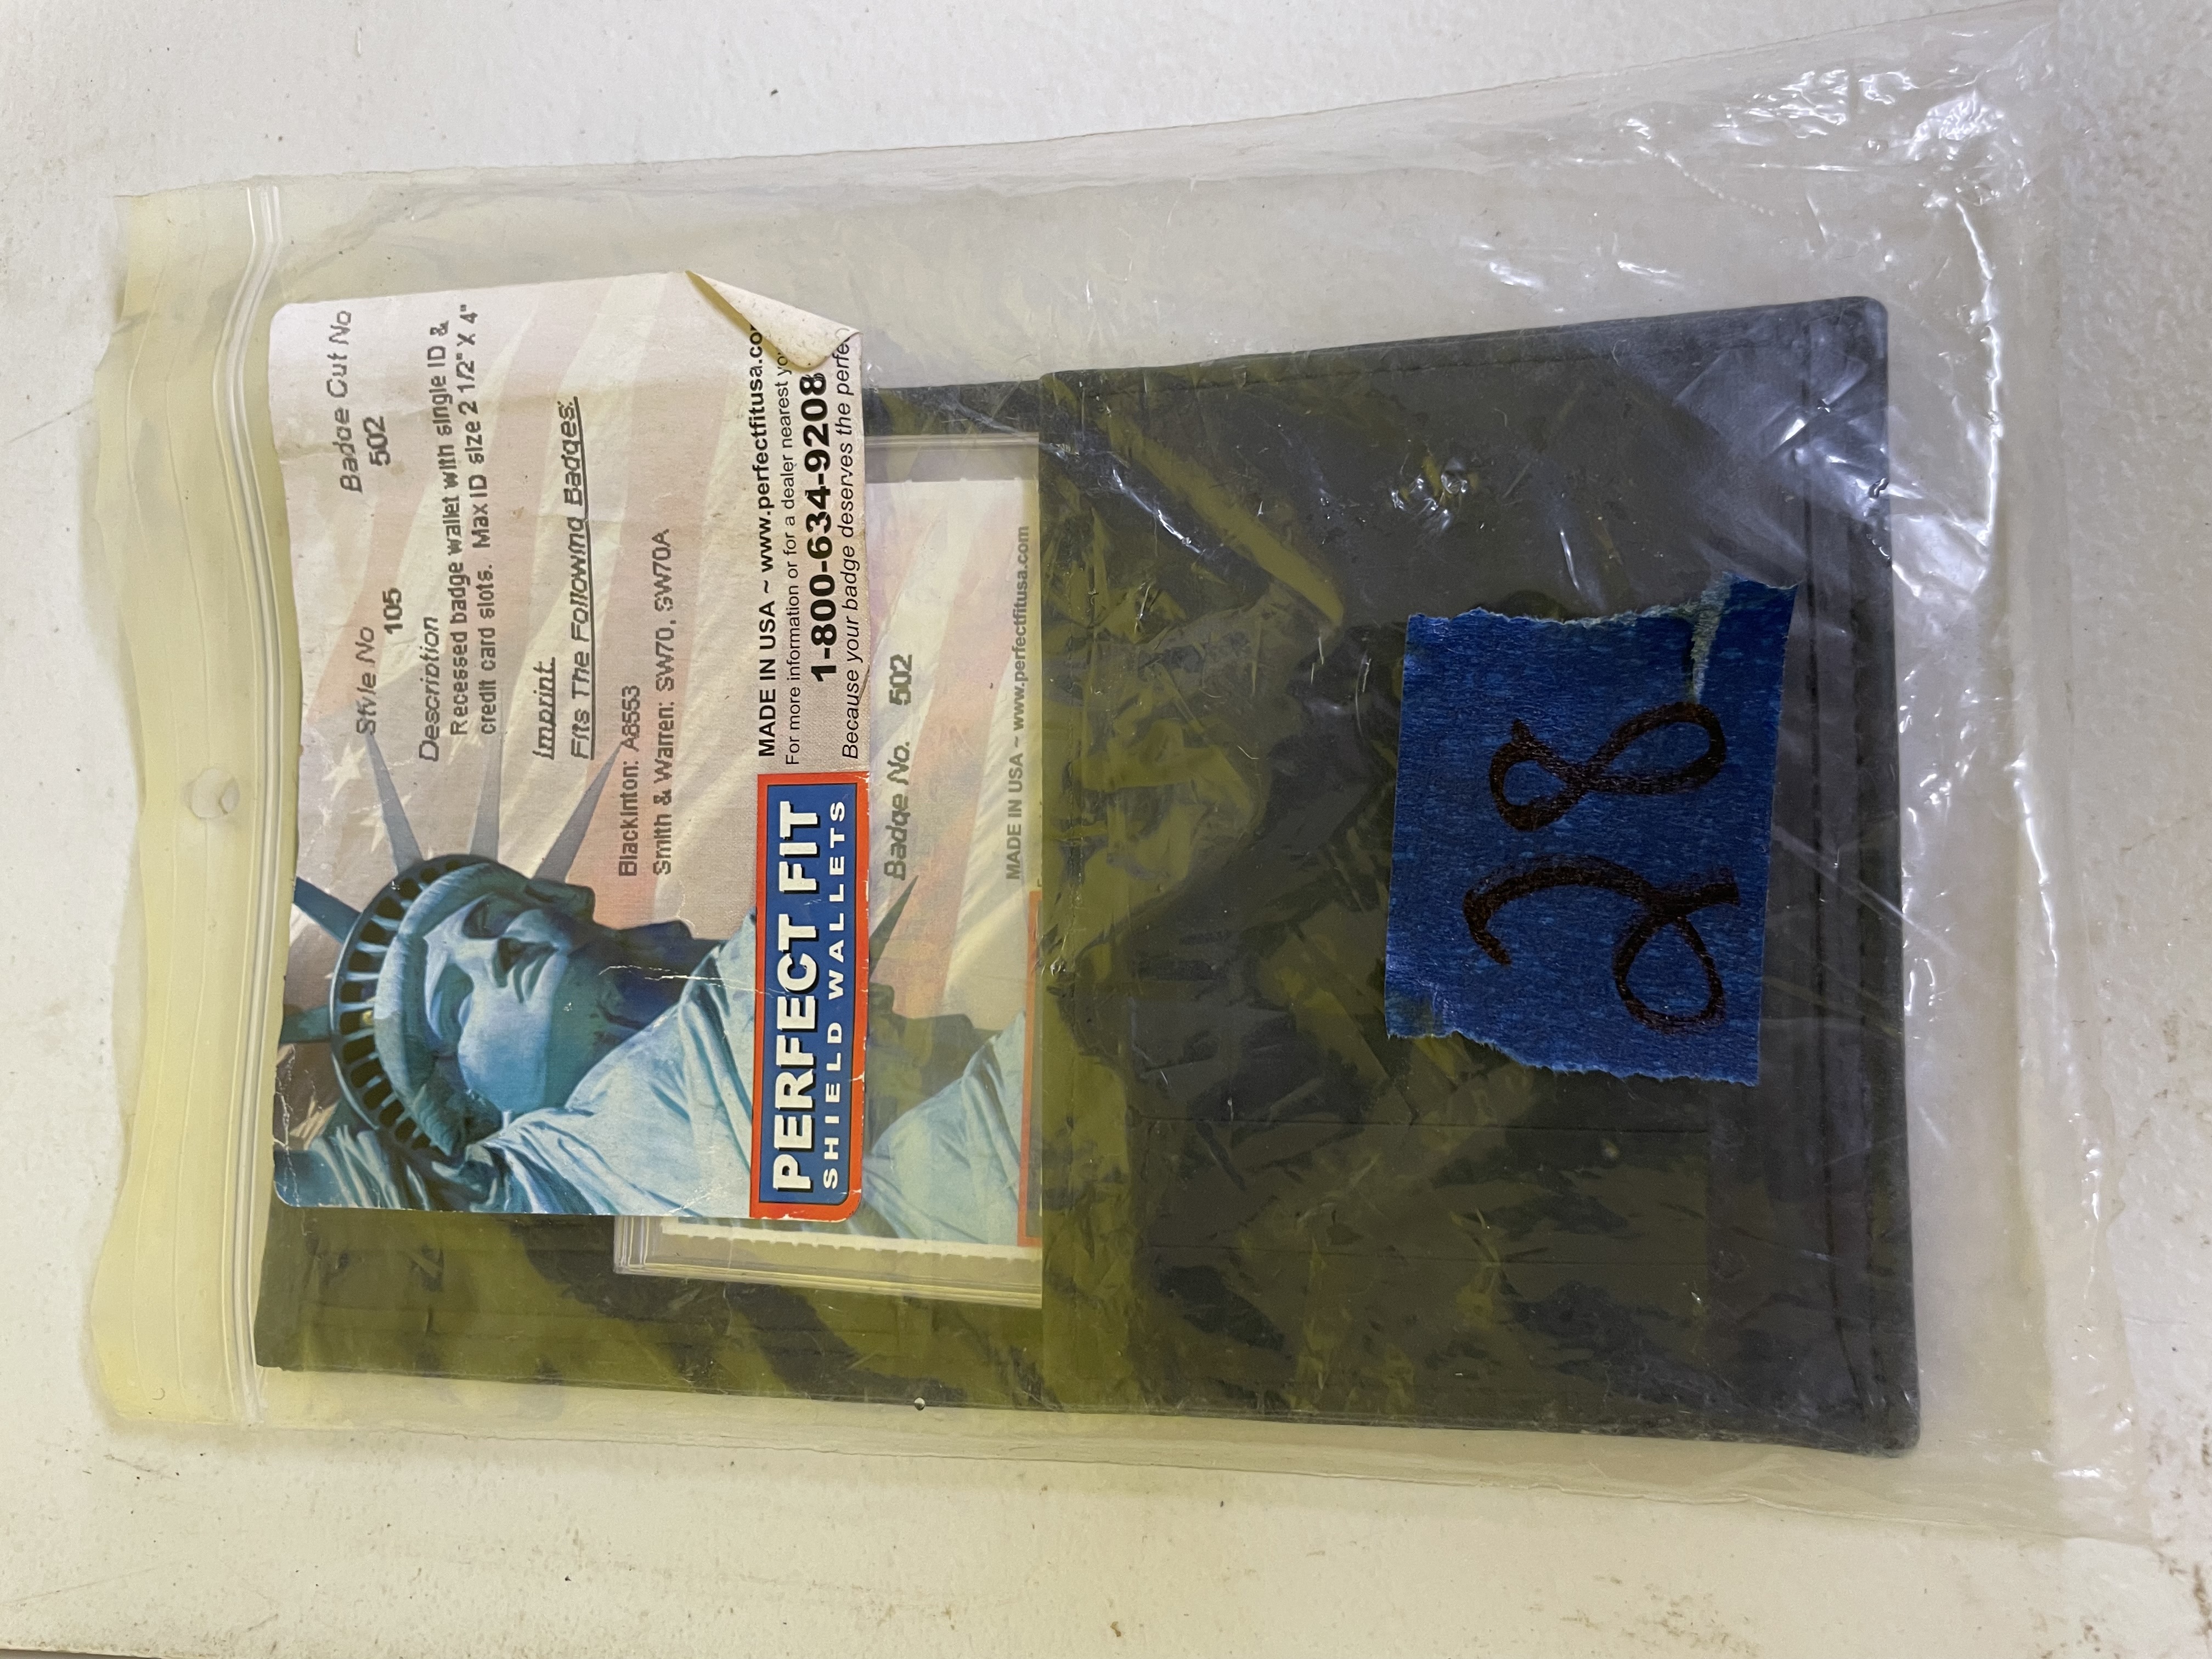 Style No
Badge Cut No
105
502
Description
Recessed badge wallet with single ID &
credit card slots. Max ID size 2 1/2" X 4"
Imprint
Fits The Following Badges:
Blackinton: A8553
Smith & Warren: SW70, SW70A
PERFECT FIT
SHIELD WALLETS
MADE IN USA ~ www.perfectfitusa.co
For more information or for a dealer nearest
1-800-634-9208
Because your badge deserves the perfec
Badge No. 502
MADE IN USA ~ www.perfectfitusa.com
28